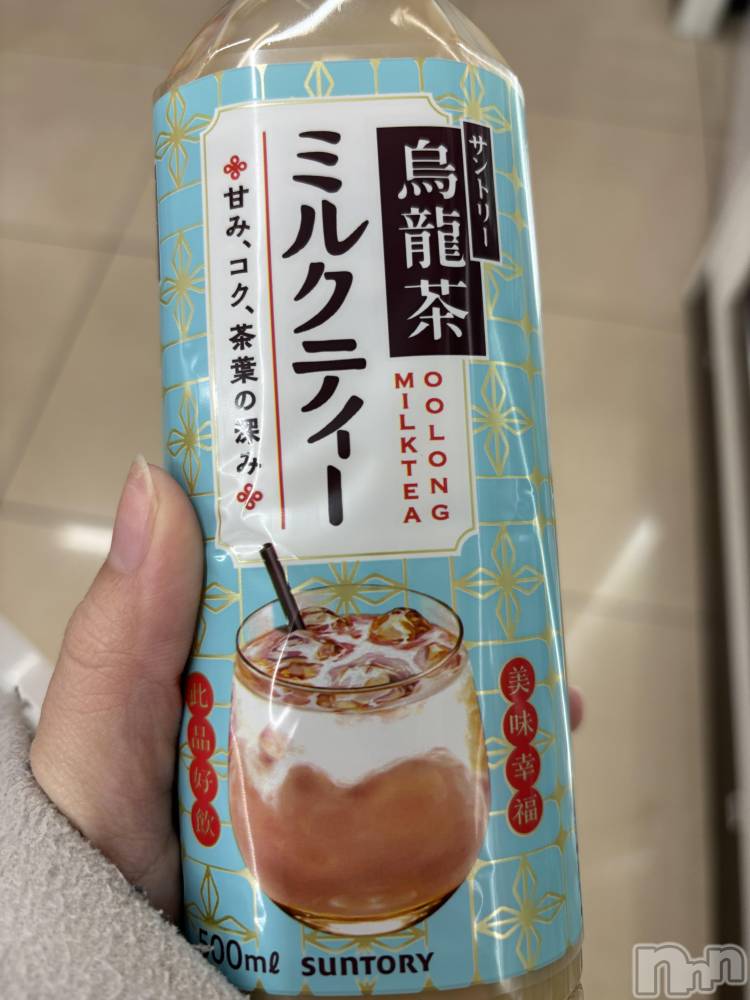 サントリー
烏龍茶
ミルクティー
甘み、コク、茶葉の深み
OOLONG
MILKTEA
美味幸福
此品好飲
500ml
SUNTORY
nnn